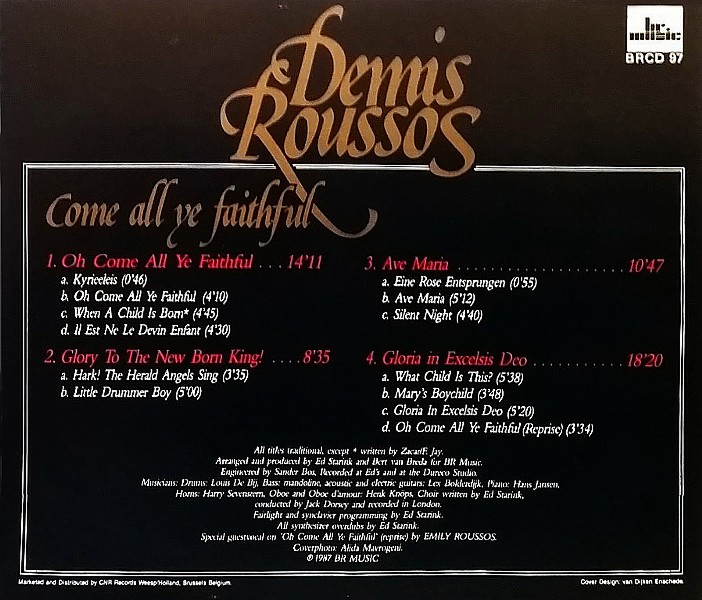 br
music
BRCD 97
Demis
Roussos
Come all ye faithful
1. Oh Come All Ye Faithful ... 14'11
a. Kyrieeleis (0'46)
b. Oh Come All Ye Faithful (4'10)
c. When A Child Is Born* (4'45)
d. Il Est Ne Le Devin Enfant (4'30)
2. Glory To The New Born King! .... 8'35
a. Hark! The Herald Angels Sing (3'35)
b. Little Drummer Boy (5'00)
3. Ave Maria ....................... 10'47
a. Eine Rose Entsprungen (0'55)
b. Ave Maria (5'12)
c. Silent Night (4'40)
4. Gloria in Excelsis Deo ............ 18'20
a. What Child Is This? (5'38)
b. Mary's Boychild (3'48)
c. Gloria In Excelsis Deo (5'20)
d. Oh Come All Ye Faithful (Reprise) (3'34)
All titles traditional, except * written by Zacar/F. Jay.
Arranged and produced by Ed Starink and Bert van Breda for BR Music.
Engineered by Sander Bos, Recorded at Ed's and at the Dureco Studio.
Musicians: Drums: Louis De Bij, Bass: mandoline, acoustic and electric guitars: Lex Bolderdijk, Piano: Hans Jansen,
Horns: Harry Sevenstern, Oboe and Oboe d'amour: Henk Knöps, Choir written by Ed Starink,
conducted by Jack Dorsey and recorded in London.
Fairlight and synclavier programming by Ed Starink.
All synthesizer overdubs by Ed Starink.
Special guestvocal on 'Oh Come All Ye Faithful' (reprise) by EMILY ROUSSOS.
Coverphoto: Alida Mavrogeni.
℗ 1987 BR MUSIC
Marketed and Distributed by CNR Records Weesp/Holland, Brussels Belgium.
Cover Design: van Dijken Enschede.